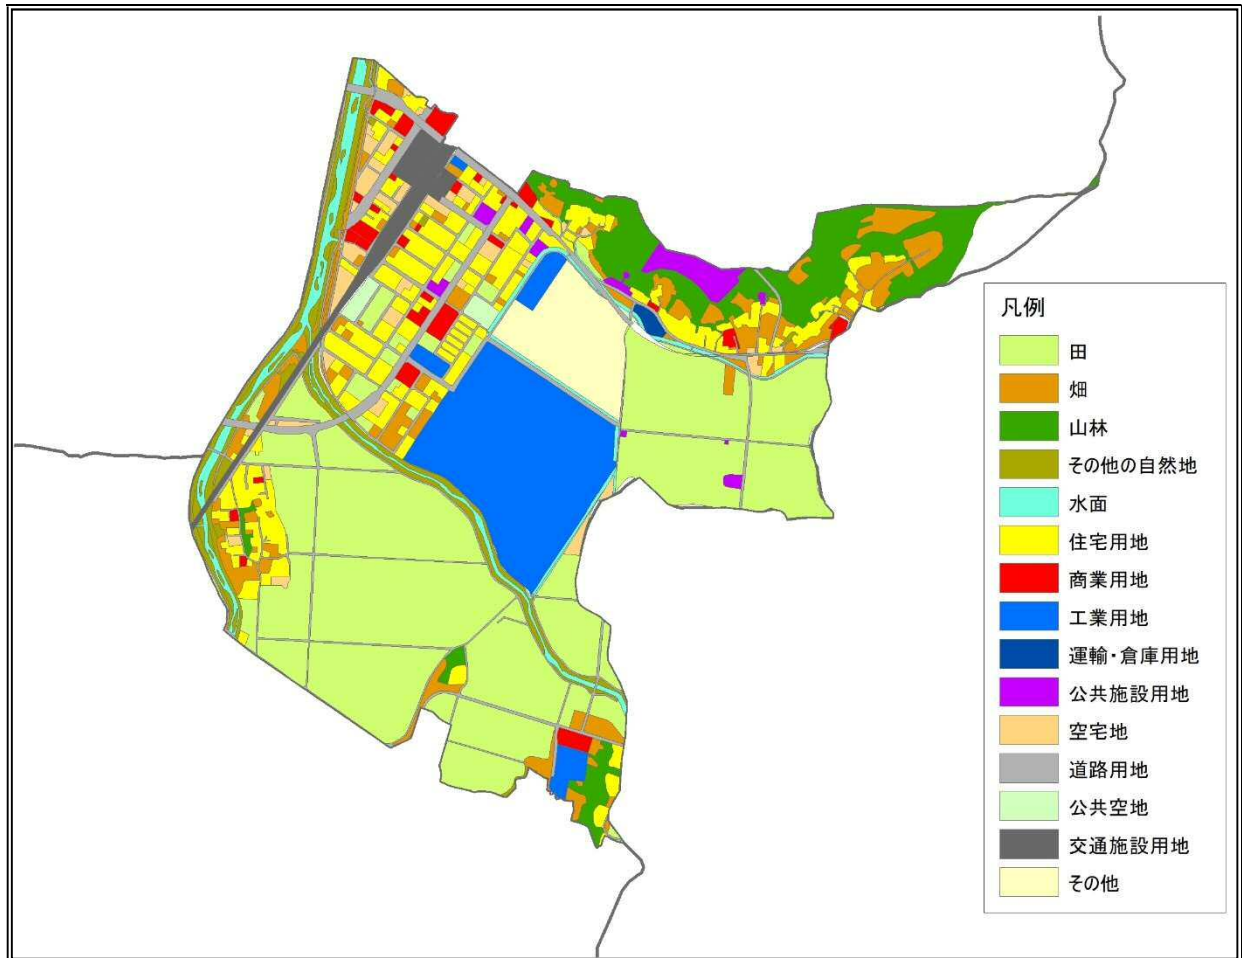 凡例
田
畑
山林
その他の自然地
水面
住宅用地
商業用地
工業用地
運輸・倉庫用地
公共施設用地
空宅地
道路用地
公共空地
交通施設用地
その他